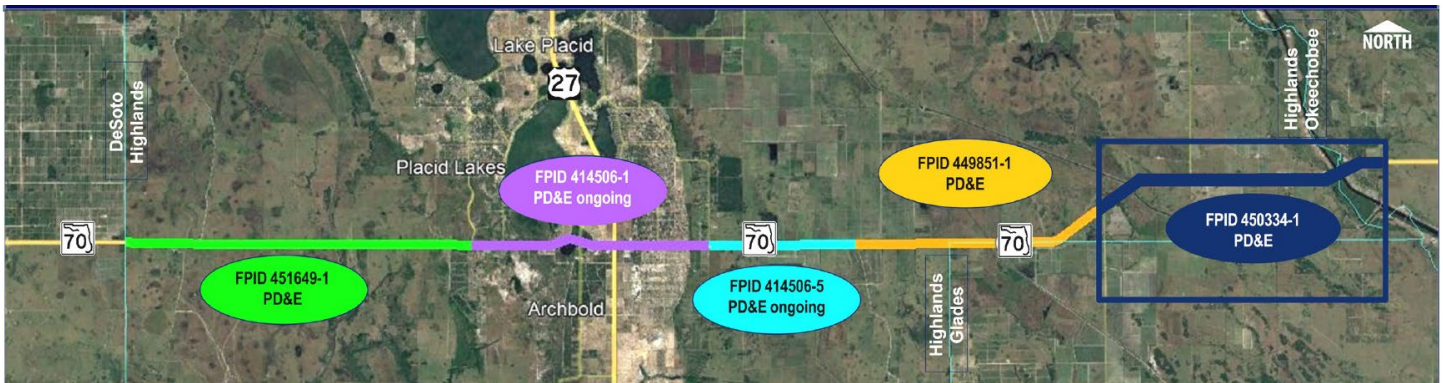 NORTH
Lake Placid
27
DeSoto
Highlands
Highlands
Okeechobee
Placid Lakes
FPID 414506-1
PD&E ongoing
FPID 449851-1
PD&E
FPID 450334-1
PD&E
70
70
70
FPID 451649-1
PD&E
FPID 414506-5
PD&E ongoing
Archbold
Highlands
Glades